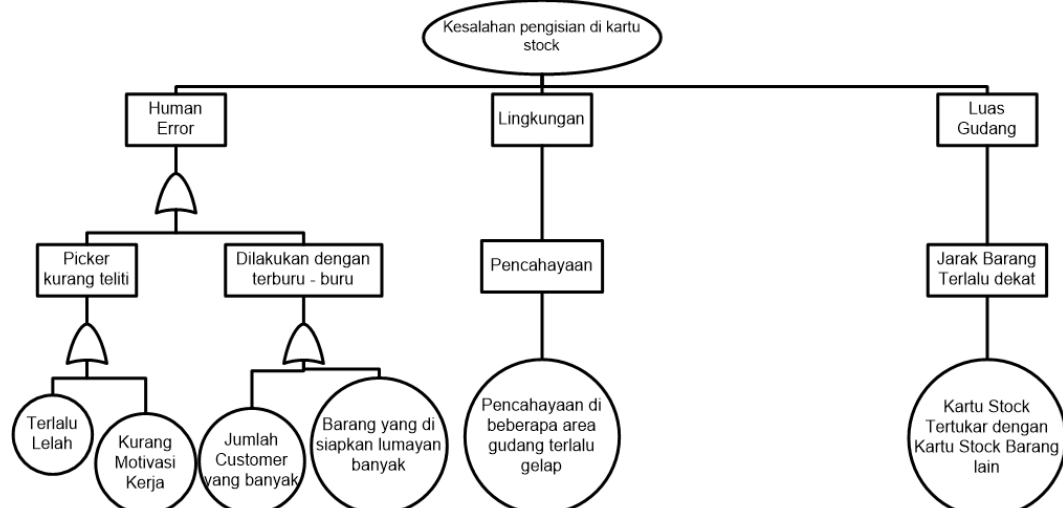 Kesalahan pengisian di kartu
stock
Human
Error
Lingkungan
Luas
Gudang
Picker
kurang teliti
Dilakukan dengan
terburu - buru
Pencahayaan
Jarak Barang
Terlalu dekat
Terlalu
Lelah
Kurang
Motivasi
Kerja
Jumlah
Customer
yang banyak
Barang yang di
siapkan lumayan
banyak
Pencahayaan di
beberapa area
gudang terlalu
gelap
Kartu Stock
Tertukar dengan
Kartu Stock Barang
lain